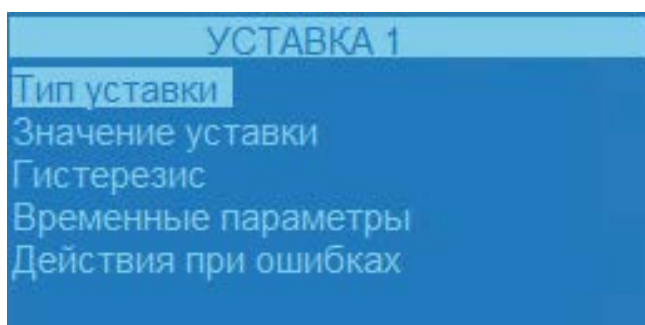 УСТАВКА 1
Тип уставки
Значение уставки
Гистерезис
Временные параметры
Действия при ошибках